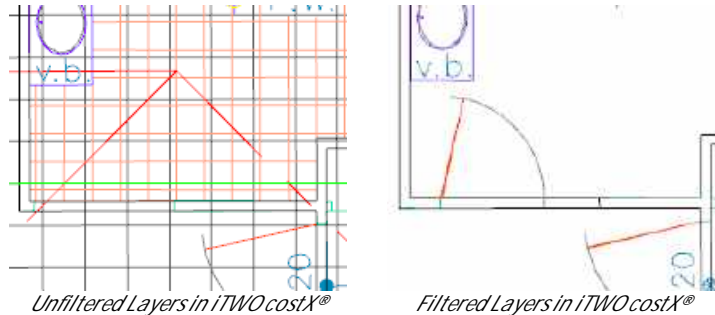 v.b.
20
v.b.
20
Unfiltered Layers in iTWO costX®
Filtered Layers in iTWO costX®